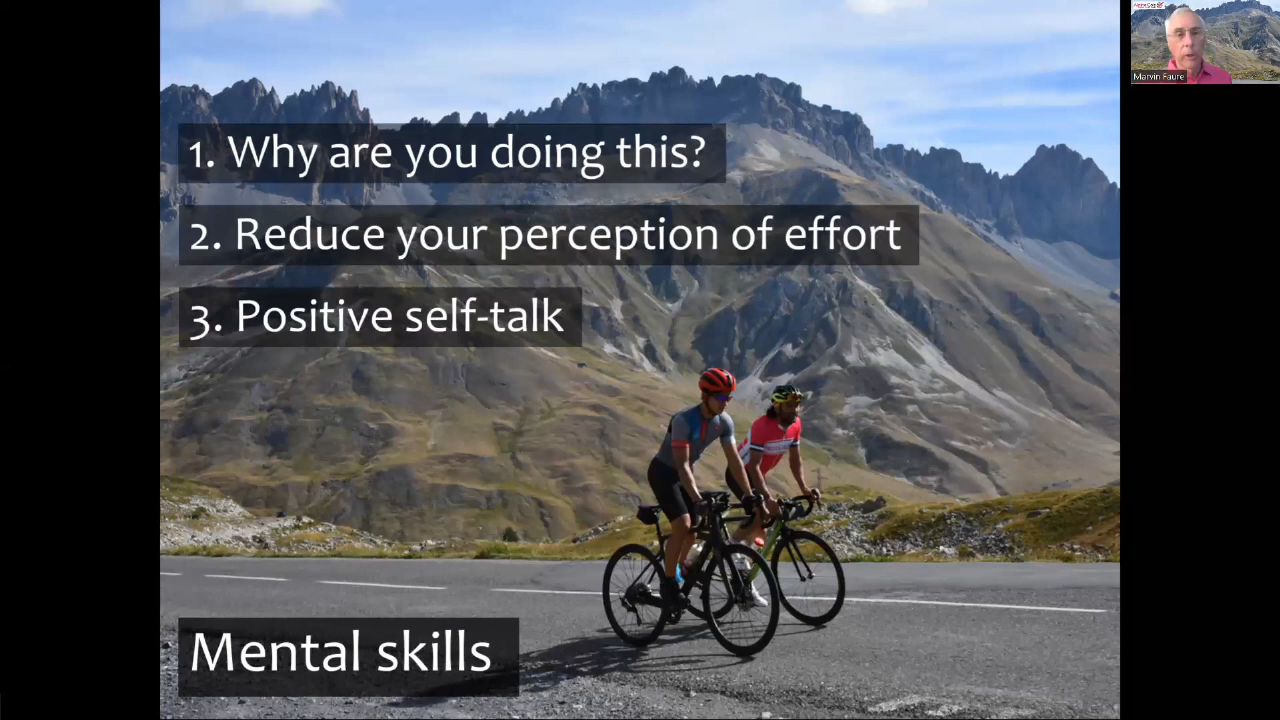 1. Why are you doing this?
2. Reduce your perception of effort
3. Positive self-talk
Mental skills
Marvin Faure